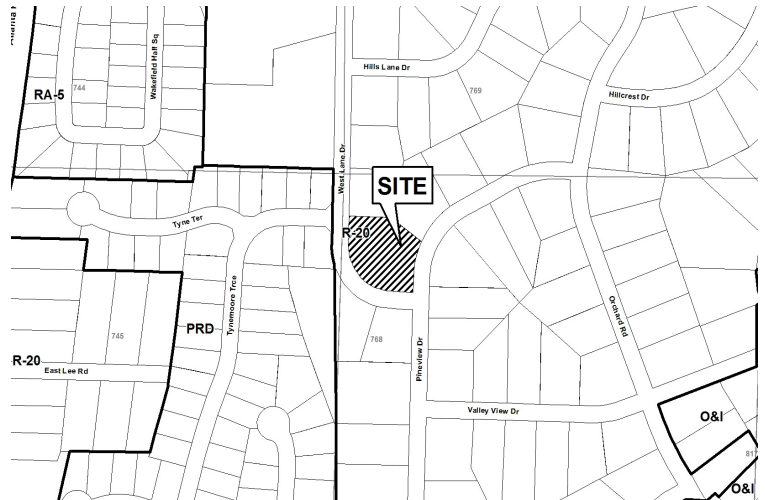 Hills Lane Dr
Wakefield Hall Sq
744
RA-5
769
Hillcrest Dr
West Lane Dr
SITE
Tyne Ter
R-20
Tynemoore Trce
Orchard Rd
PRD
745
768
R-20
East Lee Rd
Pineview Dr
Valley View Dr
O&I
817
O&I